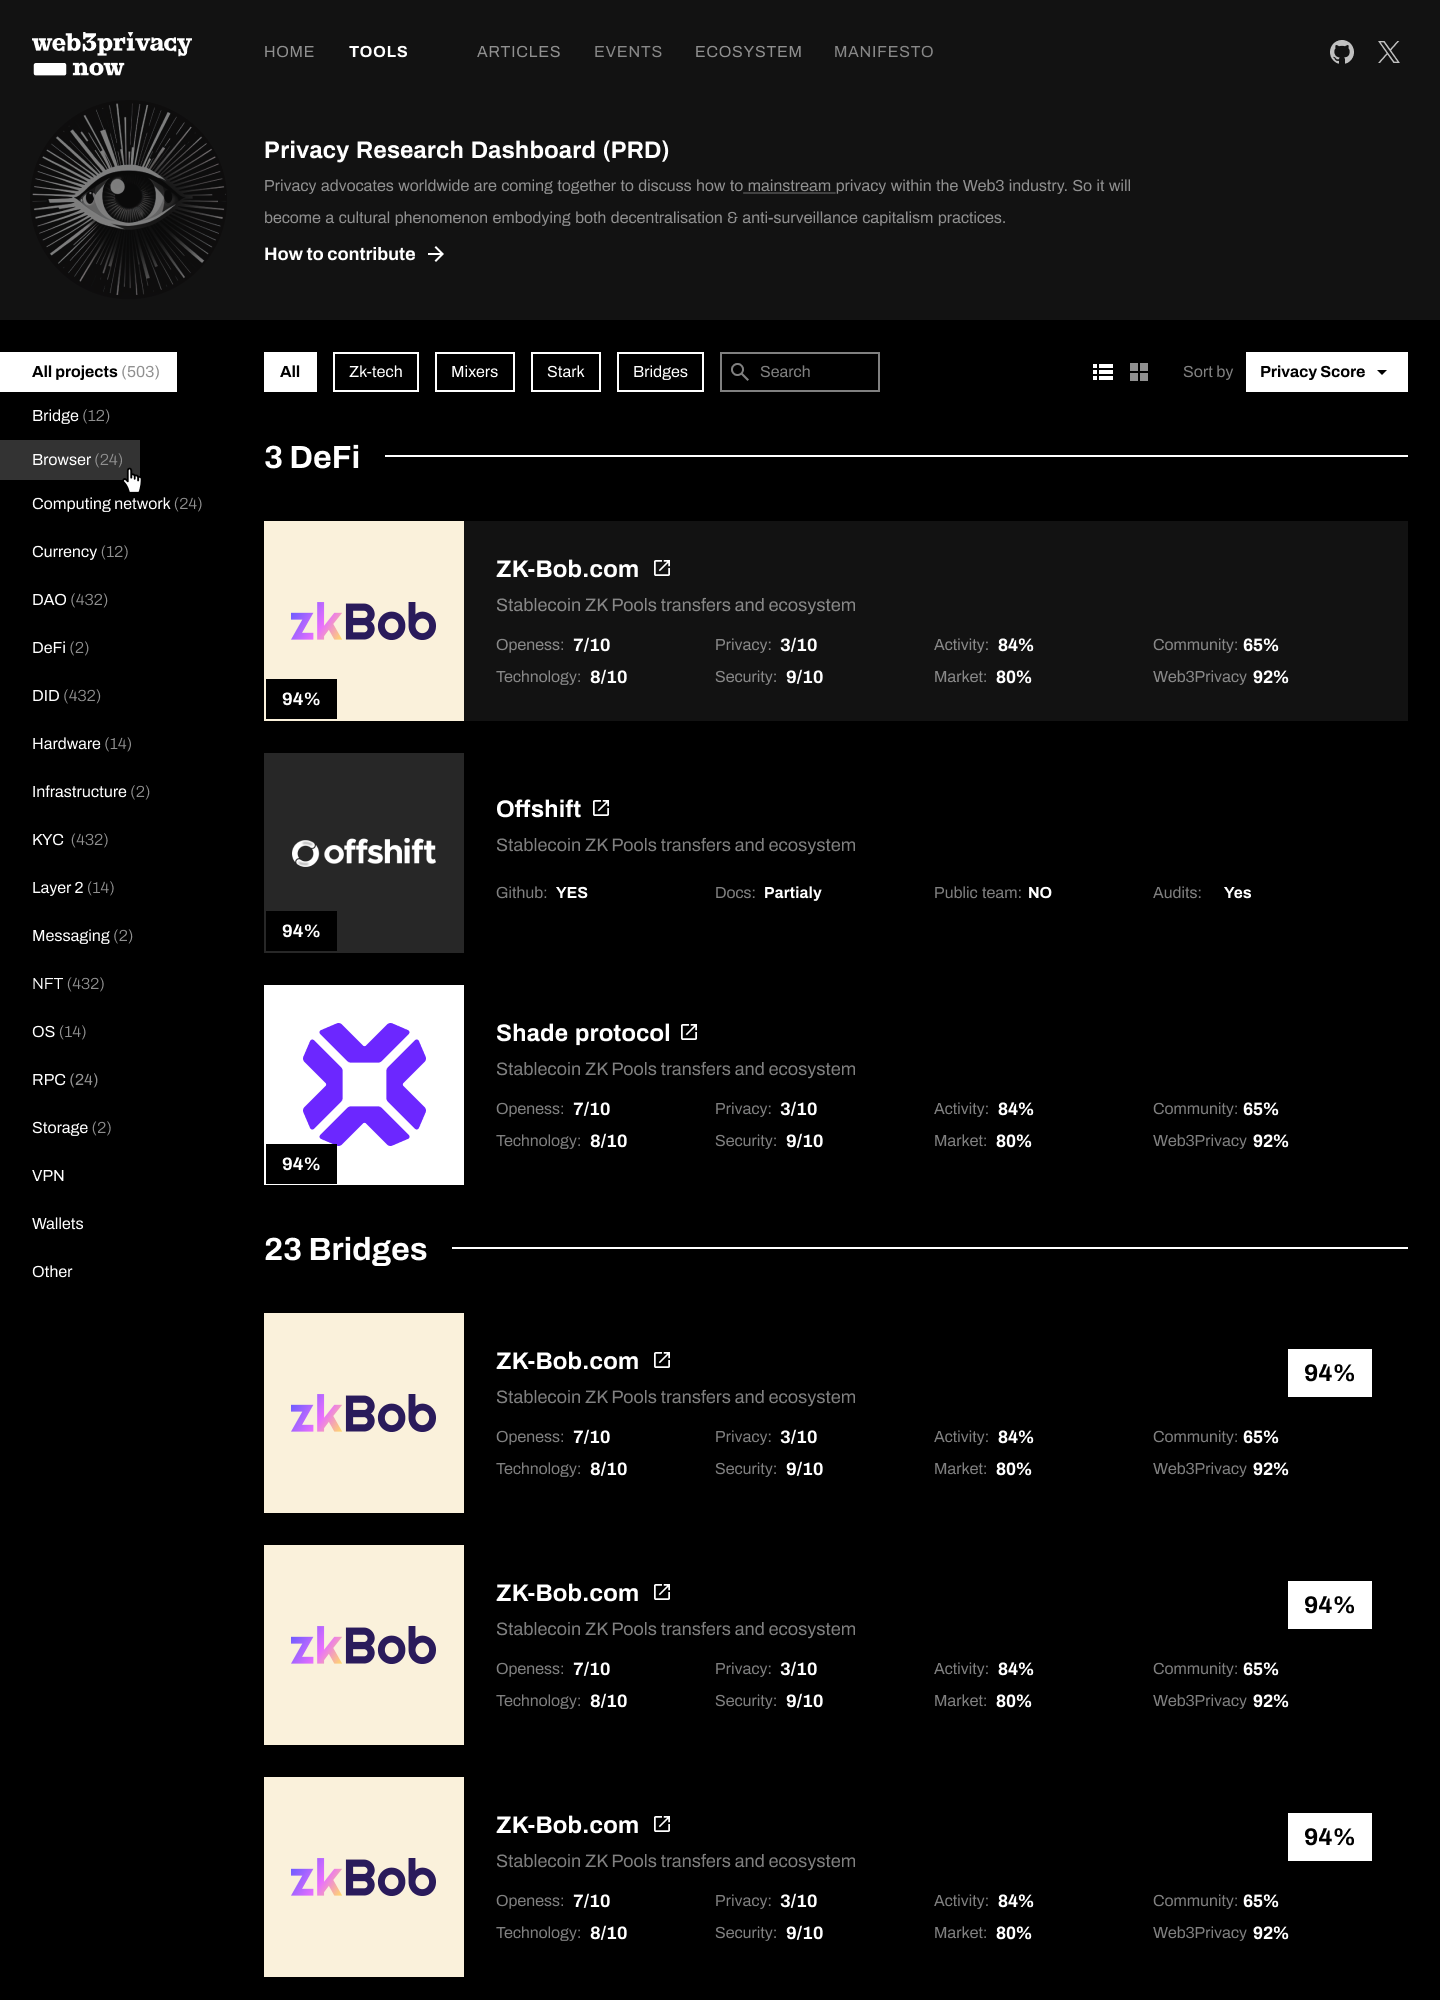 web3privacy
now
HOME TOOLS ARTICLES EVENTS ECOSYSTEM MANIFESTO
Privacy Research Dashboard (PRD)
Privacy advocates worldwide are coming together to discuss how to mainstream privacy within the Web3 industry. So it will
become a cultural phenomenon embodying both decentralisation & anti-surveillance capitalism practices.
How to contribute
All projects (503)
Bridge (12)
Browser (24)
Computing network (24)
Currency (12)
DAO (432)
DeFi (2)
DID (432)
Hardware (14)
Infrastructure (2)
KYC (432)
Layer 2 (14)
Messaging (2)
NFT (432)
OS (14)
RPC (24)
Storage (2)
VPN
Wallets
Other
All Zk-tech Mixers Stark Bridges Search Sort by Privacy Score
3 DeFi
zkBob
94%
ZK-Bob.com
Stablecoin ZK Pools transfers and ecosystem
Openess: 7/10 Privacy: 3/10 Activity: 84% Community: 65%
Technology: 8/10 Security: 9/10 Market: 80% Web3Privacy 92%
offshift
94%
Offshift
Stablecoin ZK Pools transfers and ecosystem
Github: YES Docs: Partialy Public team: NO Audits: Yes
94%
Shade protocol
Stablecoin ZK Pools transfers and ecosystem
Openess: 7/10 Privacy: 3/10 Activity: 84% Community: 65%
Technology: 8/10 Security: 9/10 Market: 80% Web3Privacy 92%
23 Bridges
zkBob
ZK-Bob.com
94%
Stablecoin ZK Pools transfers and ecosystem
Openess: 7/10 Privacy: 3/10 Activity: 84% Community: 65%
Technology: 8/10 Security: 9/10 Market: 80% Web3Privacy 92%
zkBob
ZK-Bob.com
94%
Stablecoin ZK Pools transfers and ecosystem
Openess: 7/10 Privacy: 3/10 Activity: 84% Community: 65%
Technology: 8/10 Security: 9/10 Market: 80% Web3Privacy 92%
zkBob
ZK-Bob.com
94%
Stablecoin ZK Pools transfers and ecosystem
Openess: 7/10 Privacy: 3/10 Activity: 84% Community: 65%
Technology: 8/10 Security: 9/10 Market: 80% Web3Privacy 92%